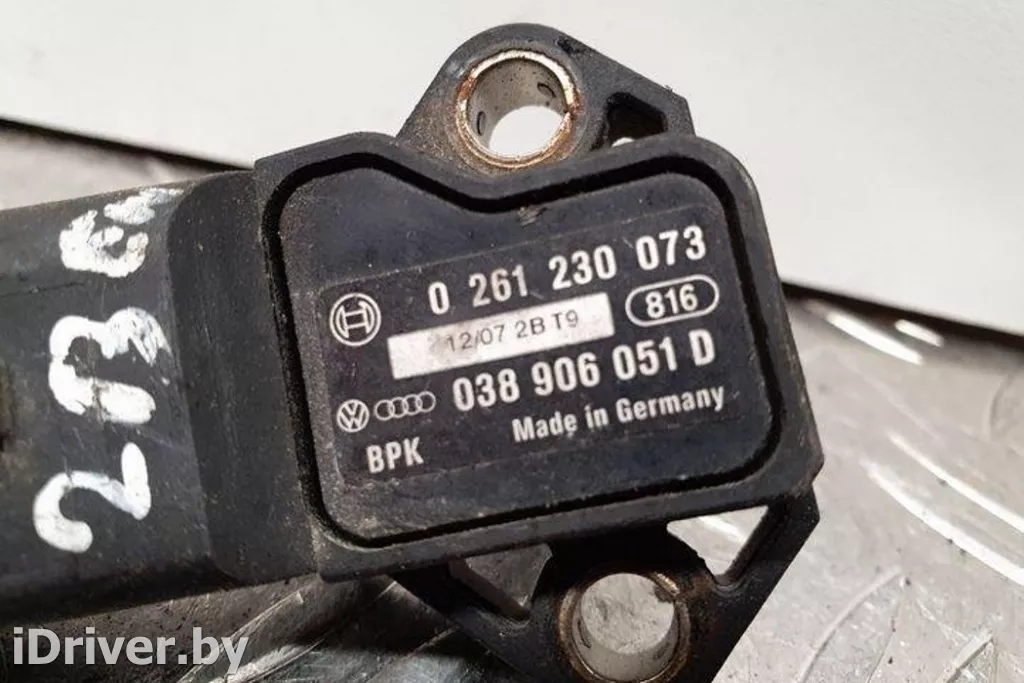 0 261 230 073
12/07 2B T9
816
038 906 051 D
Made in Germany
BPK
iDriver.by